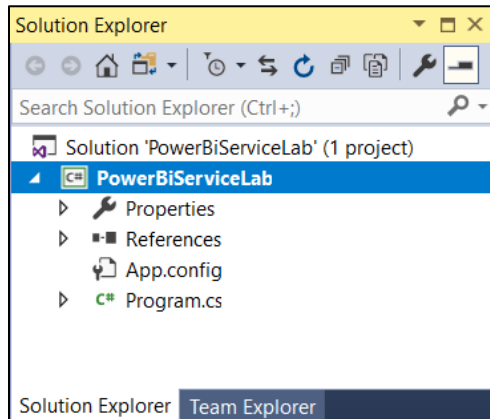 Solution Explorer
Search Solution Explorer (Ctrl+;)
Solution 'PowerBiServiceLab' (1 project)
C# PowerBiServiceLab
Properties
References
App.config
C# Program.cs
Solution Explorer Team Explorer